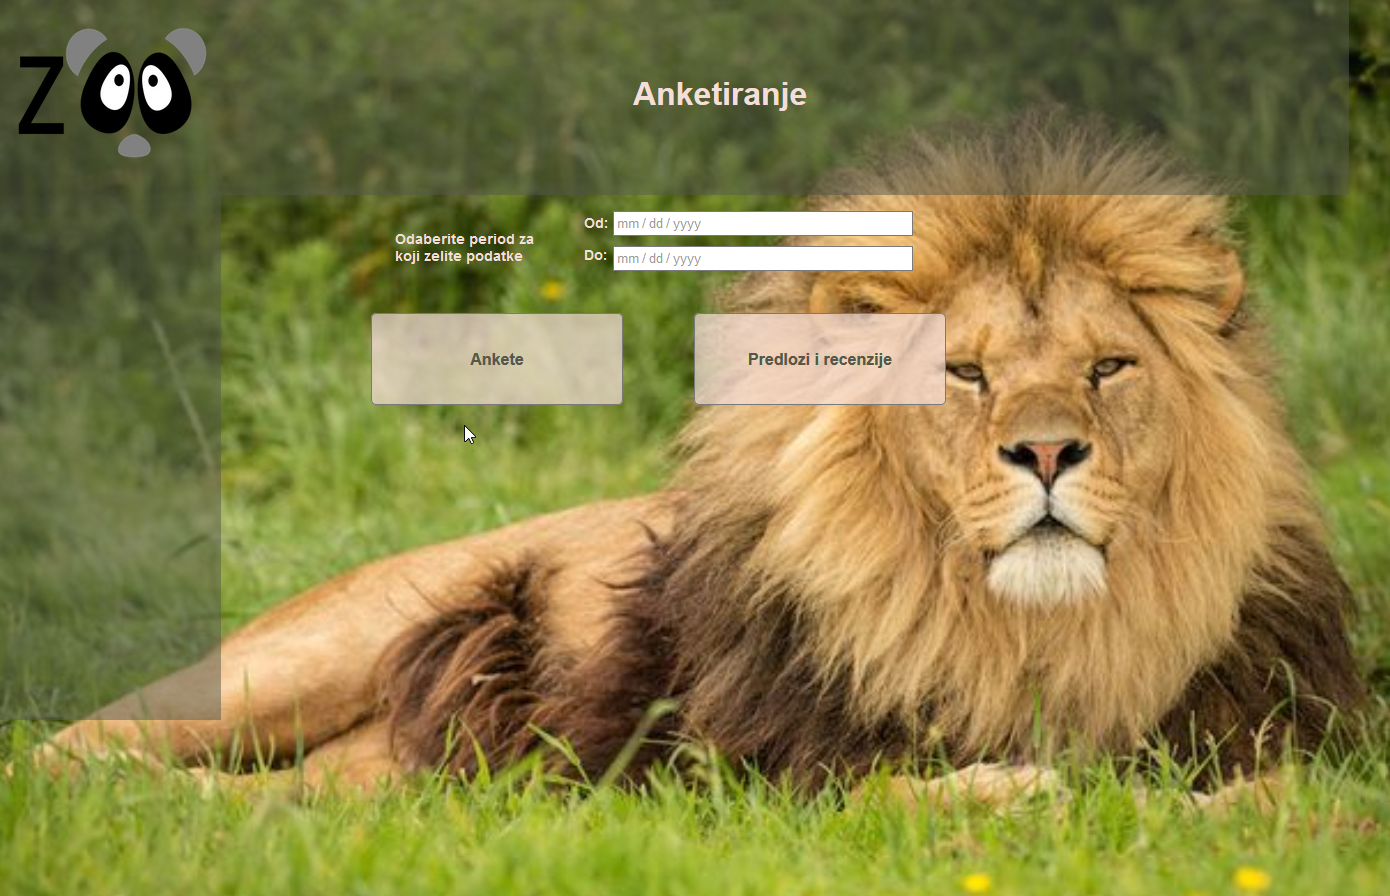 ZOO
Anketiranje
Odaberite period za
koji zelite podatke
Od: mm / dd / yyyy
Do: mm / dd / yyyy
Ankete
Predlozi i recenzije